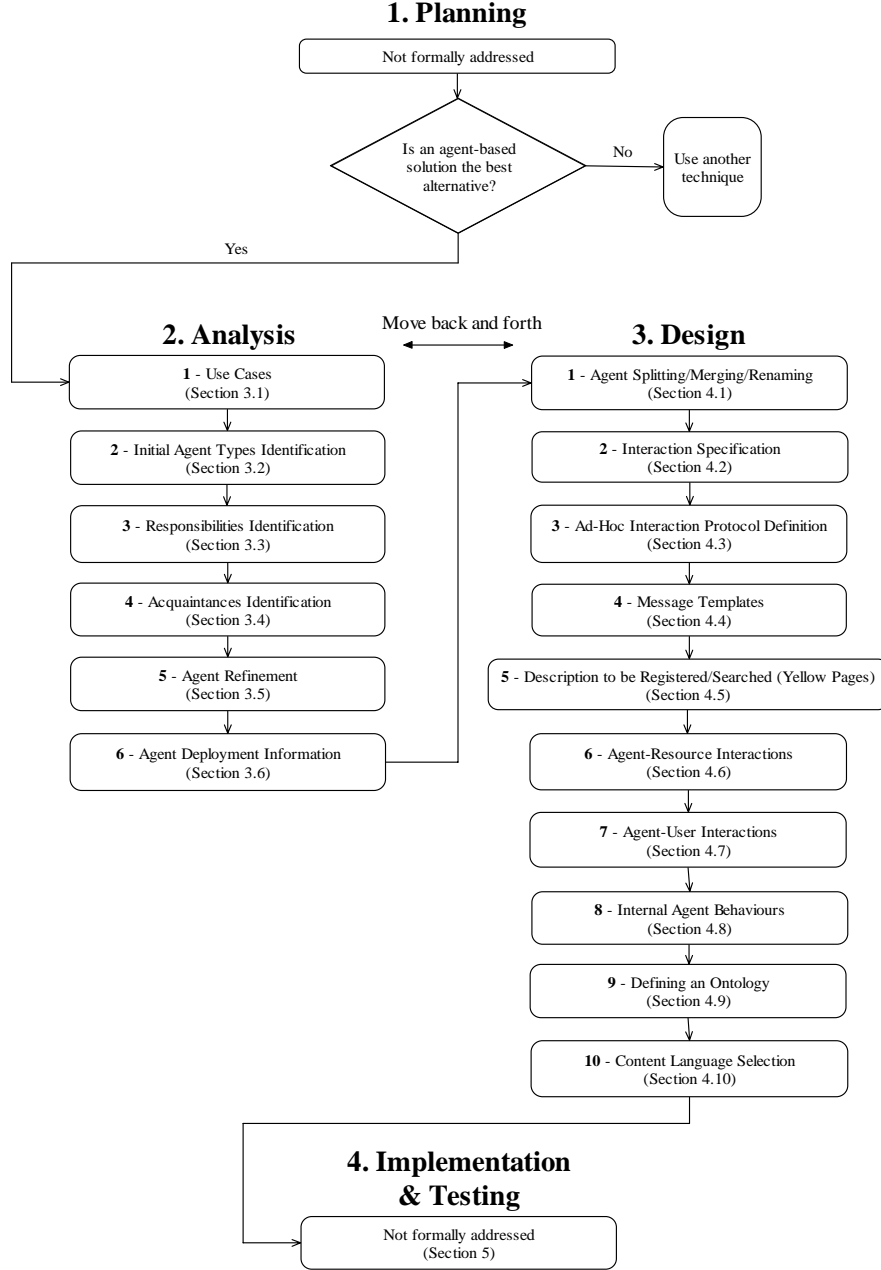 1. Planning
Not formally addressed
Is an agent-based
solution the best
alternative?
No
Use another
technique
Yes
2. Analysis
Move back and forth
3. Design
1 - Use Cases
(Section 3.1)
2 - Initial Agent Types Identification
(Section 3.2)
3 - Responsibilities Identification
(Section 3.3)
4 - Acquaintances Identification
(Section 3.4)
5 - Agent Refinement
(Section 3.5)
6 - Agent Deployment Information
(Section 3.6)
1 - Agent Splitting/Merging/Renaming
(Section 4.1)
2 - Interaction Specification
(Section 4.2)
3 - Ad-Hoc Interaction Protocol Definition
(Section 4.3)
4 - Message Templates
(Section 4.4)
5 - Description to be Registered/Searched (Yellow Pages)
(Section 4.5)
6 - Agent-Resource Interactions
(Section 4.6)
7 - Agent-User Interactions
(Section 4.7)
8 - Internal Agent Behaviours
(Section 4.8)
9 - Defining an Ontology
(Section 4.9)
10 - Content Language Selection
(Section 4.10)
4. Implementation
& Testing
Not formally addressed
(Section 5)